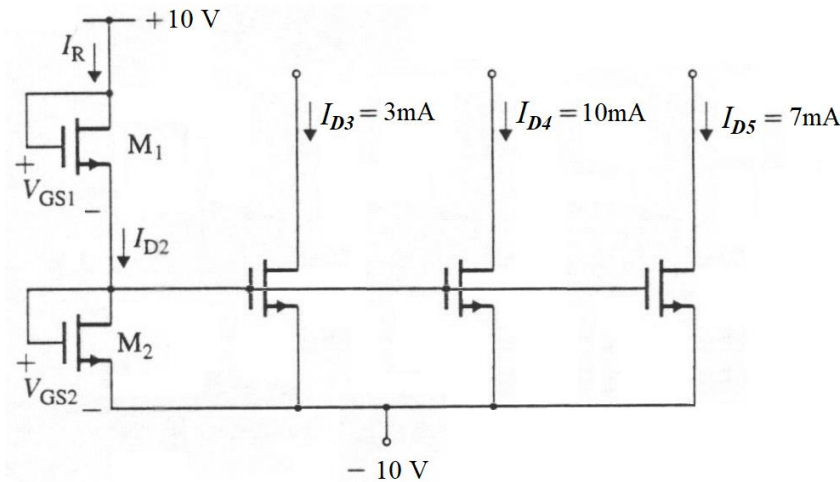 +10 V
I_R
I_D3 = 3mA
I_D4 = 10mA
I_D5 = 7mA
M_1
+
V_GS1
−
I_D2
M_2
+
V_GS2
−
− 10 V